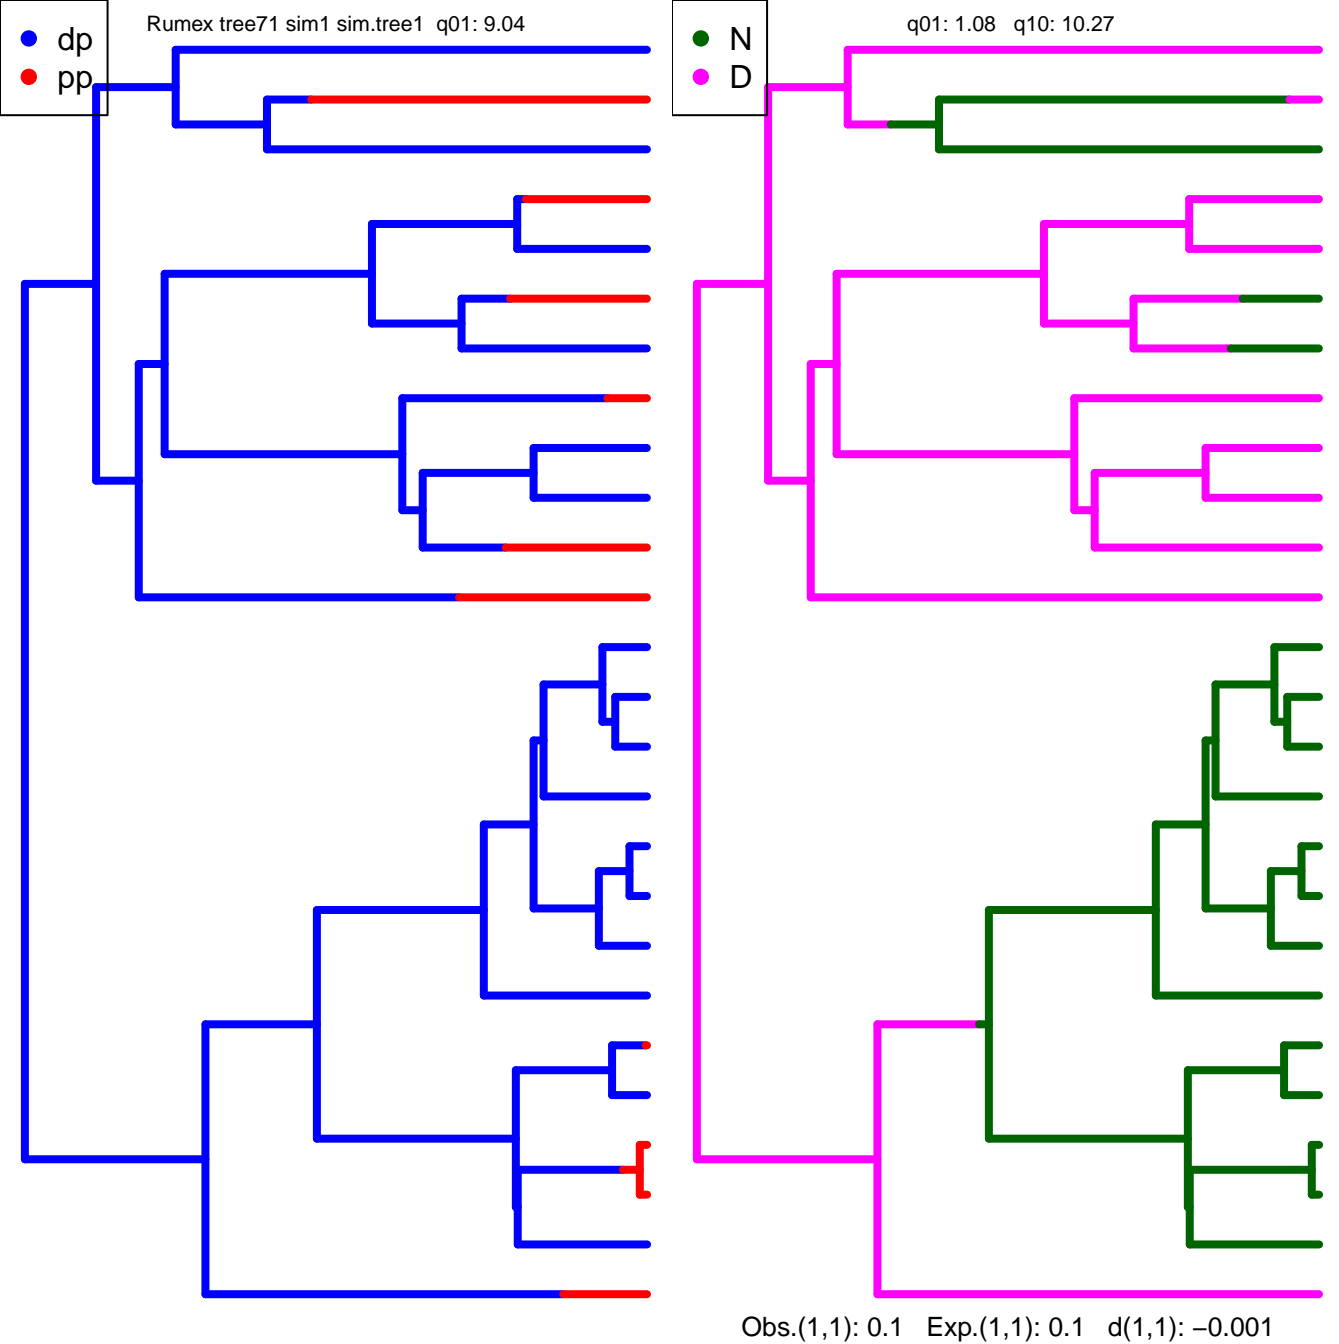 Rumex tree71 sim1 sim.tree1  q01: 9.04
dp
pp
q01: 1.08   q10: 10.27
N
D
Obs.(1,1): 0.1   Exp.(1,1): 0.1   d(1,1): −0.001